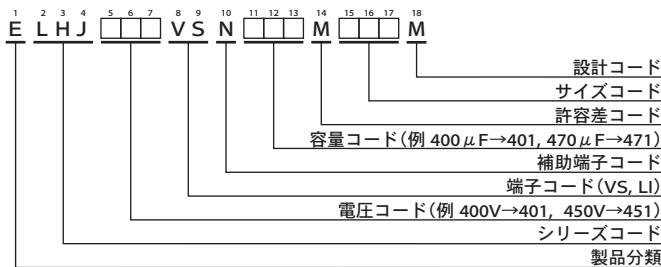 1 2 3 4 5 6 7 8 9 10 11 12 13 14 15 16 17 18
E L H J □□□ V S N □□□ M □□□ M
設計コード
サイズコード
許容差コード
容量コード(例 400μF→401, 470μF→471)
補助端子コード
端子コード(VS, LI)
電圧コード(例 400V→401, 450V→451)
シリーズコード
製品分類